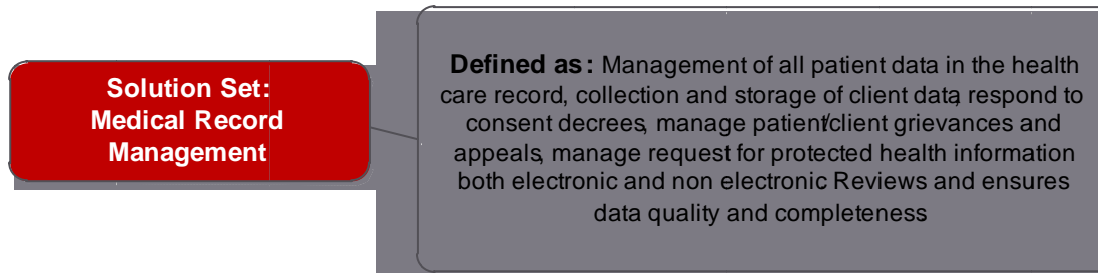 Solution Set:
Medical Record
Management
Defined as: Management of all patient data in the health
care record, collection and storage of client data, respond to
consent decrees, manage patient/client grievances and
appeals, manage request for protected health information
both electronic and non electronic Reviews and ensures
data quality and completeness